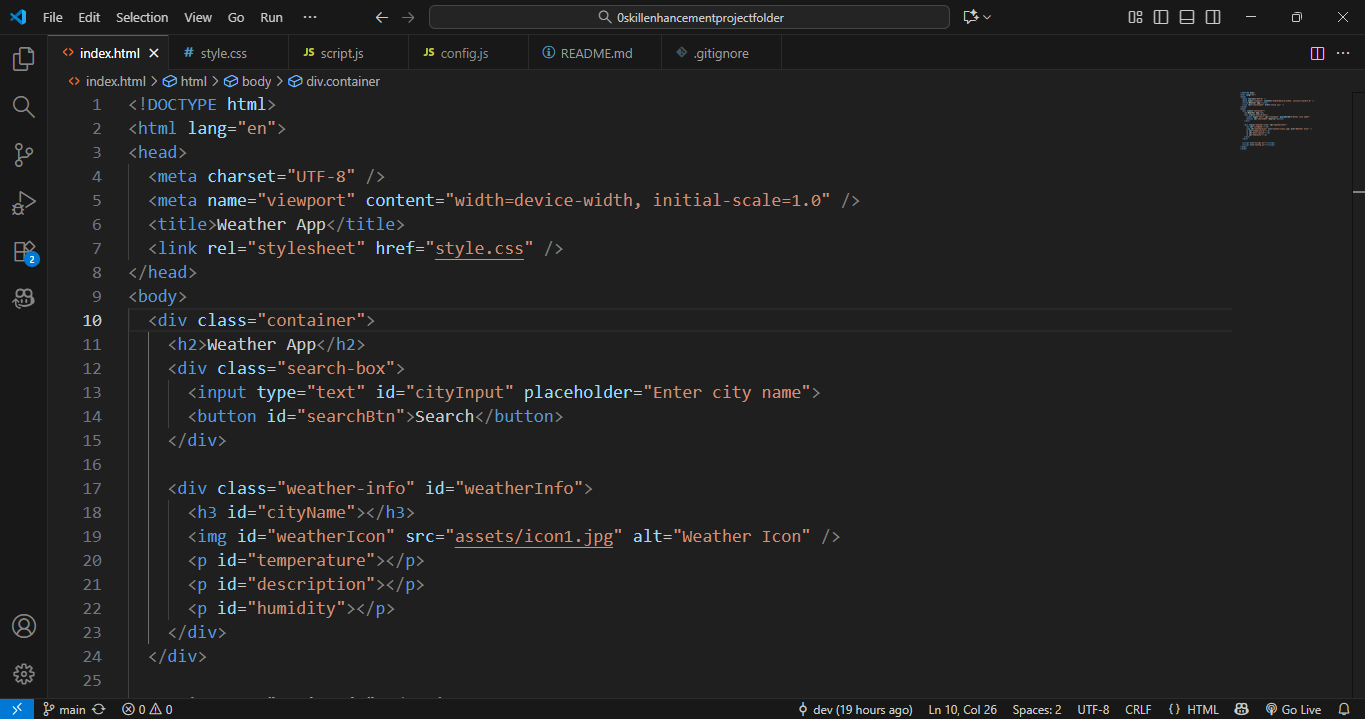 File Edit Selection View Go Run ··· 0skillenhancementprojectfolder
index.html # style.css JS script.js JS config.js README.md .gitignore ···
index.html > html > body > div.container
1 <!DOCTYPE html>
2 <html lang="en">
3 <head>
4 <meta charset="UTF-8" />
5 <meta name="viewport" content="width=device-width, initial-scale=1.0" />
6 <title>Weather App</title>
7 <link rel="stylesheet" href="style.css" />
8 </head>
9 <body>
10 <div class="container">
11 <h2>Weather App</h2>
12 <div class="search-box">
13 <input type="text" id="cityInput" placeholder="Enter city name">
14 <button id="searchBtn">Search</button>
15 </div>
16
17 <div class="weather-info" id="weatherInfo">
18 <h3 id="cityName"></h3>
19 <img id="weatherIcon" src="assets/icon1.jpg" alt="Weather Icon" />
20 <p id="temperature"></p>
21 <p id="description"></p>
22 <p id="humidity"></p>
23 </div>
24 </div>
25
2
main 0 0 dev (19 hours ago) Ln 10, Col 26 Spaces: 2 UTF-8 CRLF {} HTML Go Live